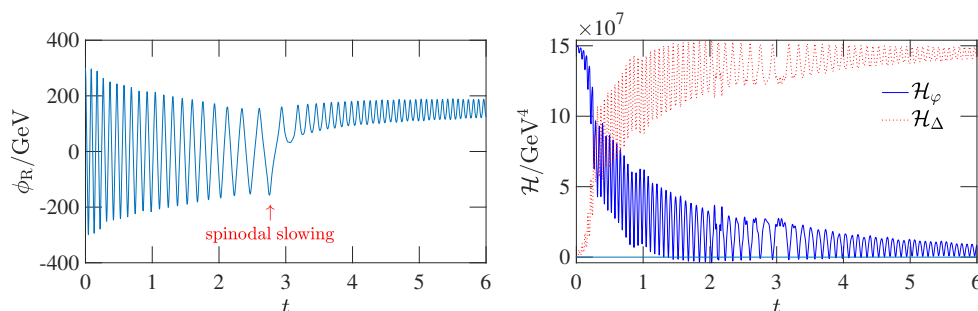 400
200
0
-200
-400
ϕ_R/GeV
spinodal slowing
0 1 2 3 4 5 6
t
×10^7
15
10
5
0
ℋ/GeV^4
ℋ_φ
ℋ_Δ
0 1 2 3 4 5 6
t